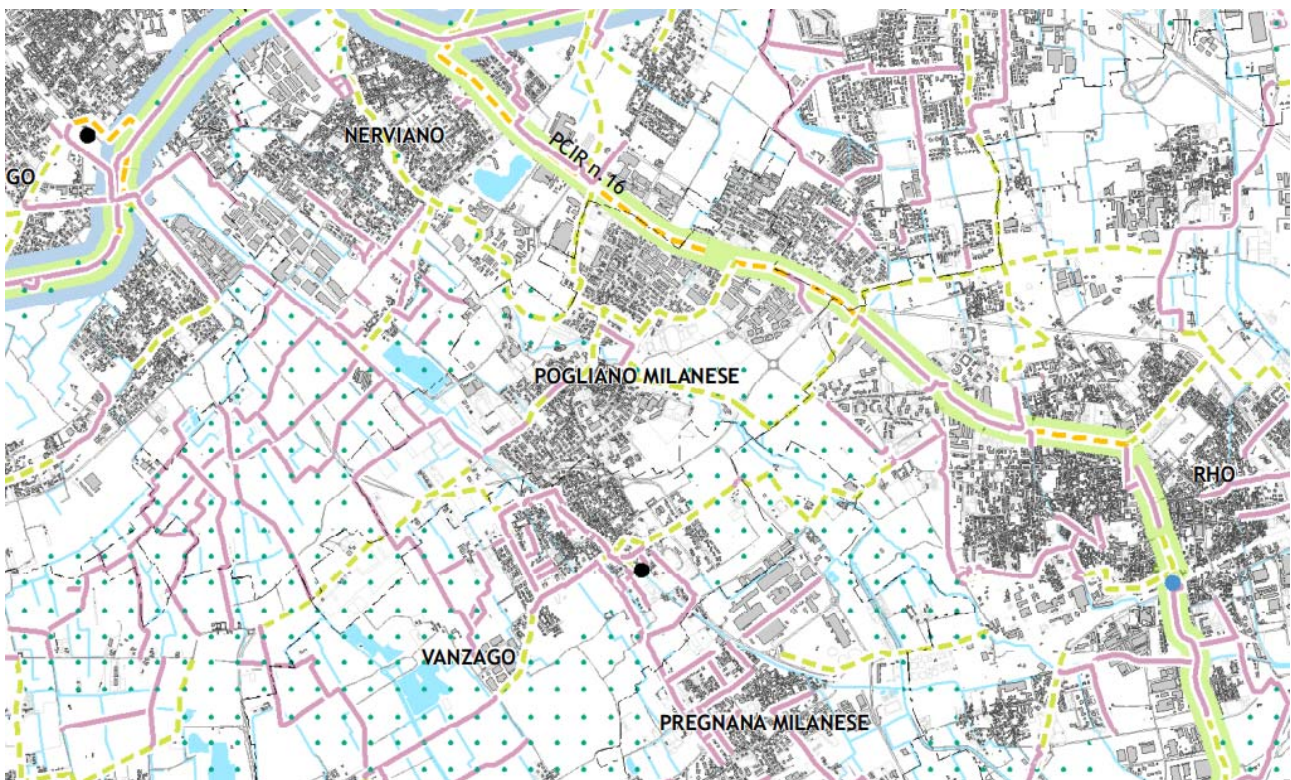 NERVIANO
GO
PCIR n. 16
POGLIANO MILANESE
RHO
VANZAGO
PREGNANA MILANESE